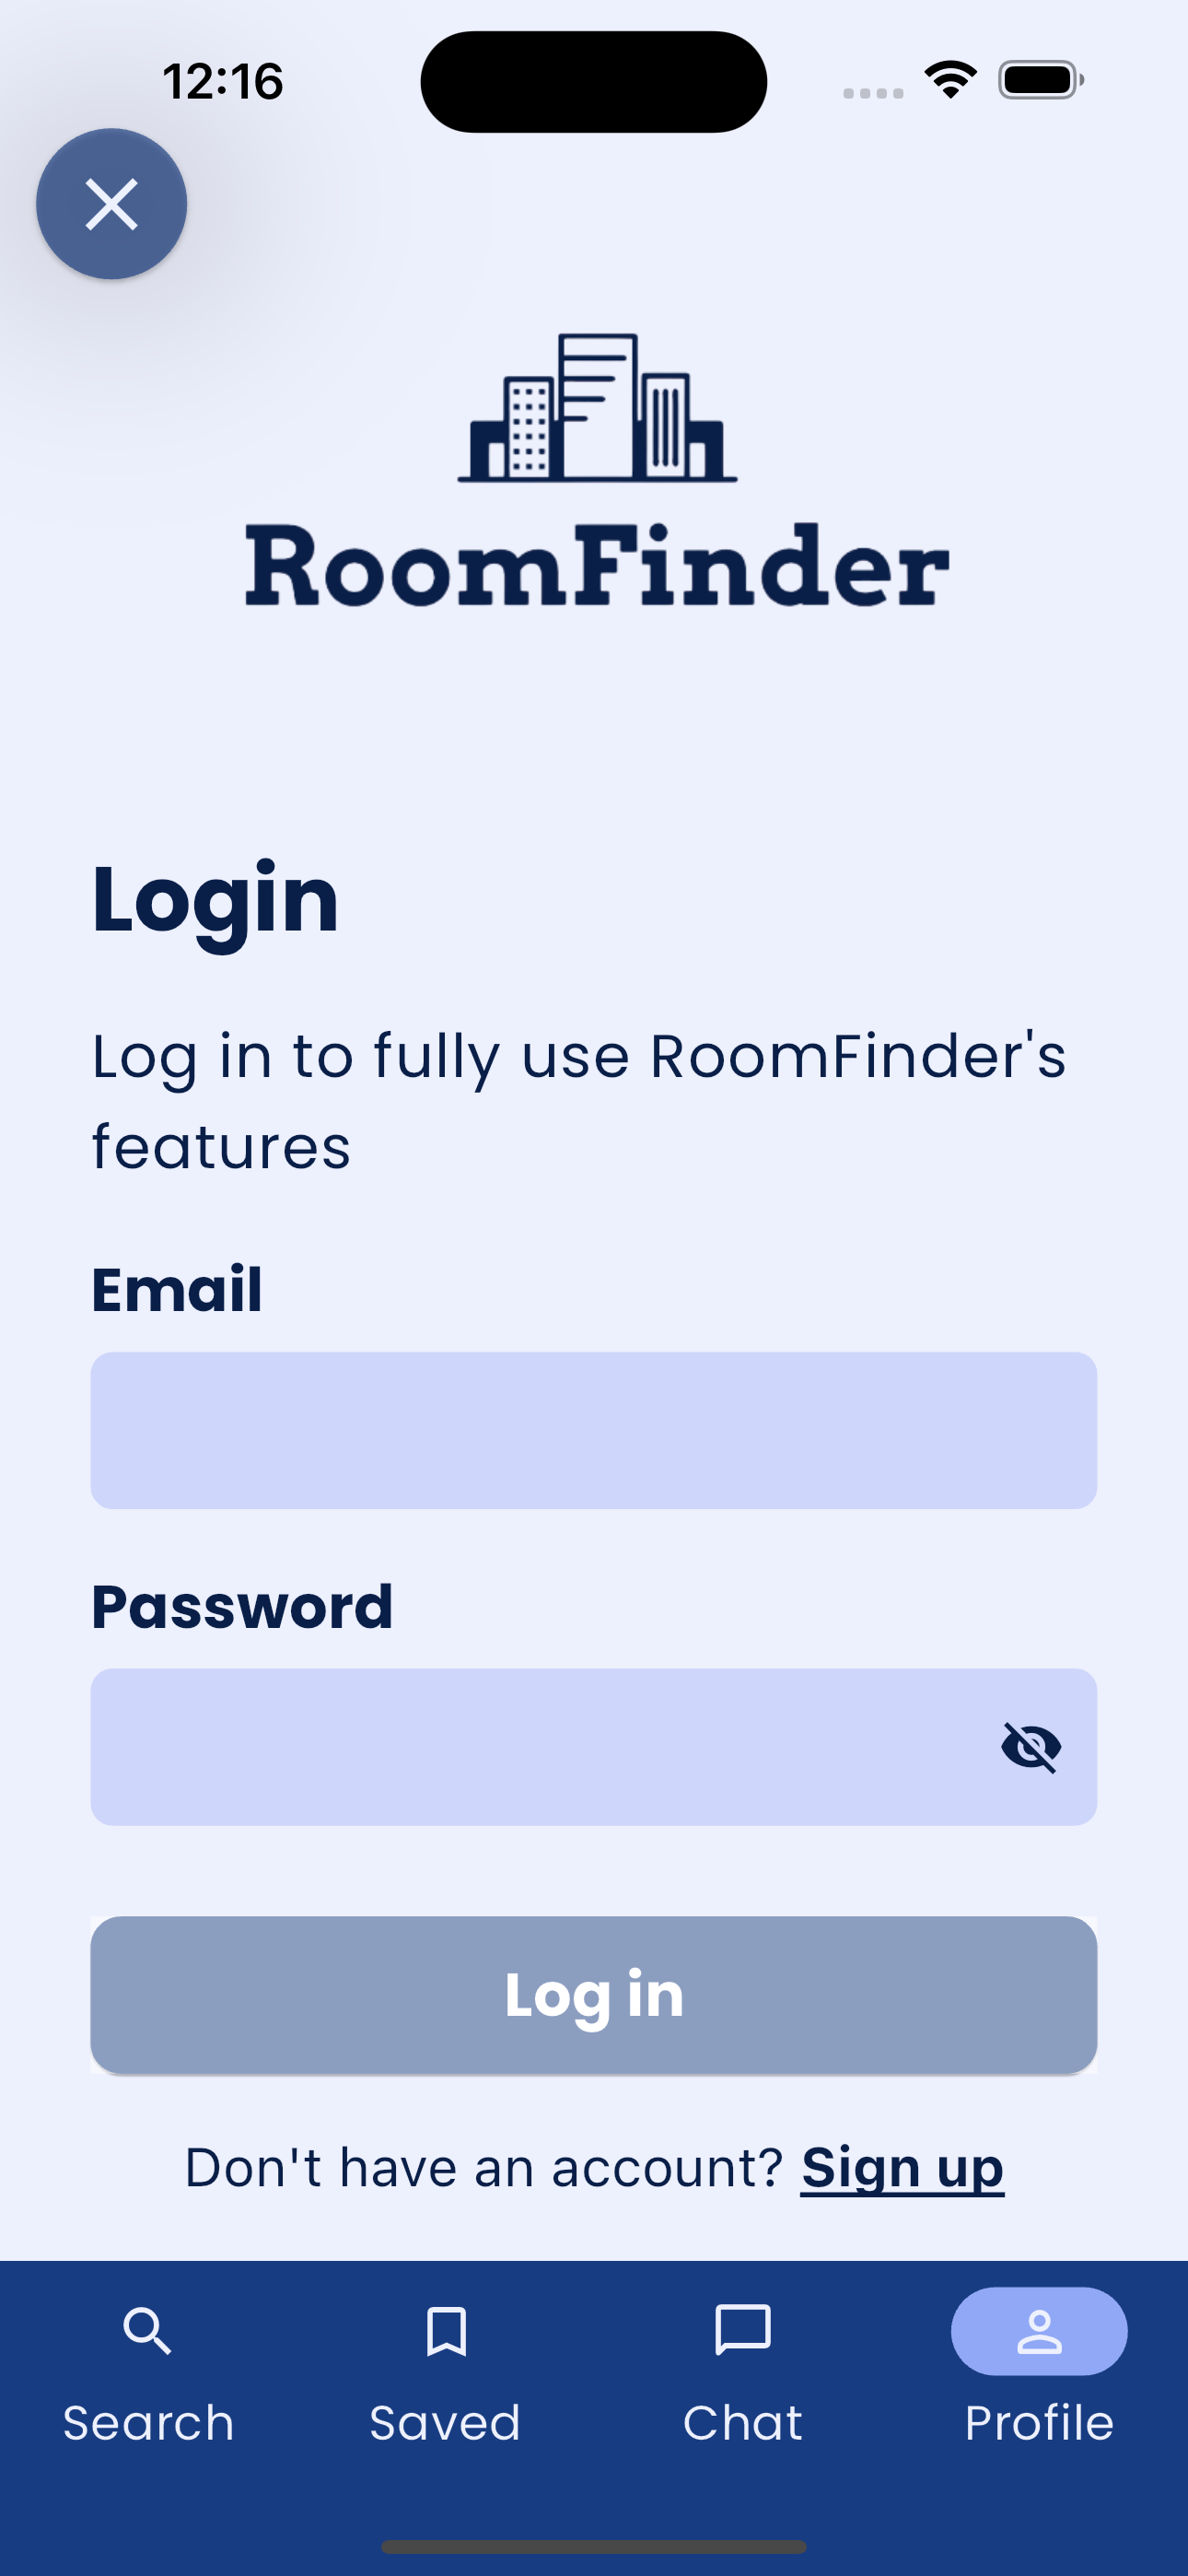 12:16
RoomFinder
Login
Log in to fully use RoomFinder's
features
Email
Password
Log in
Don't have an account? Sign up
Search Saved Chat Profile